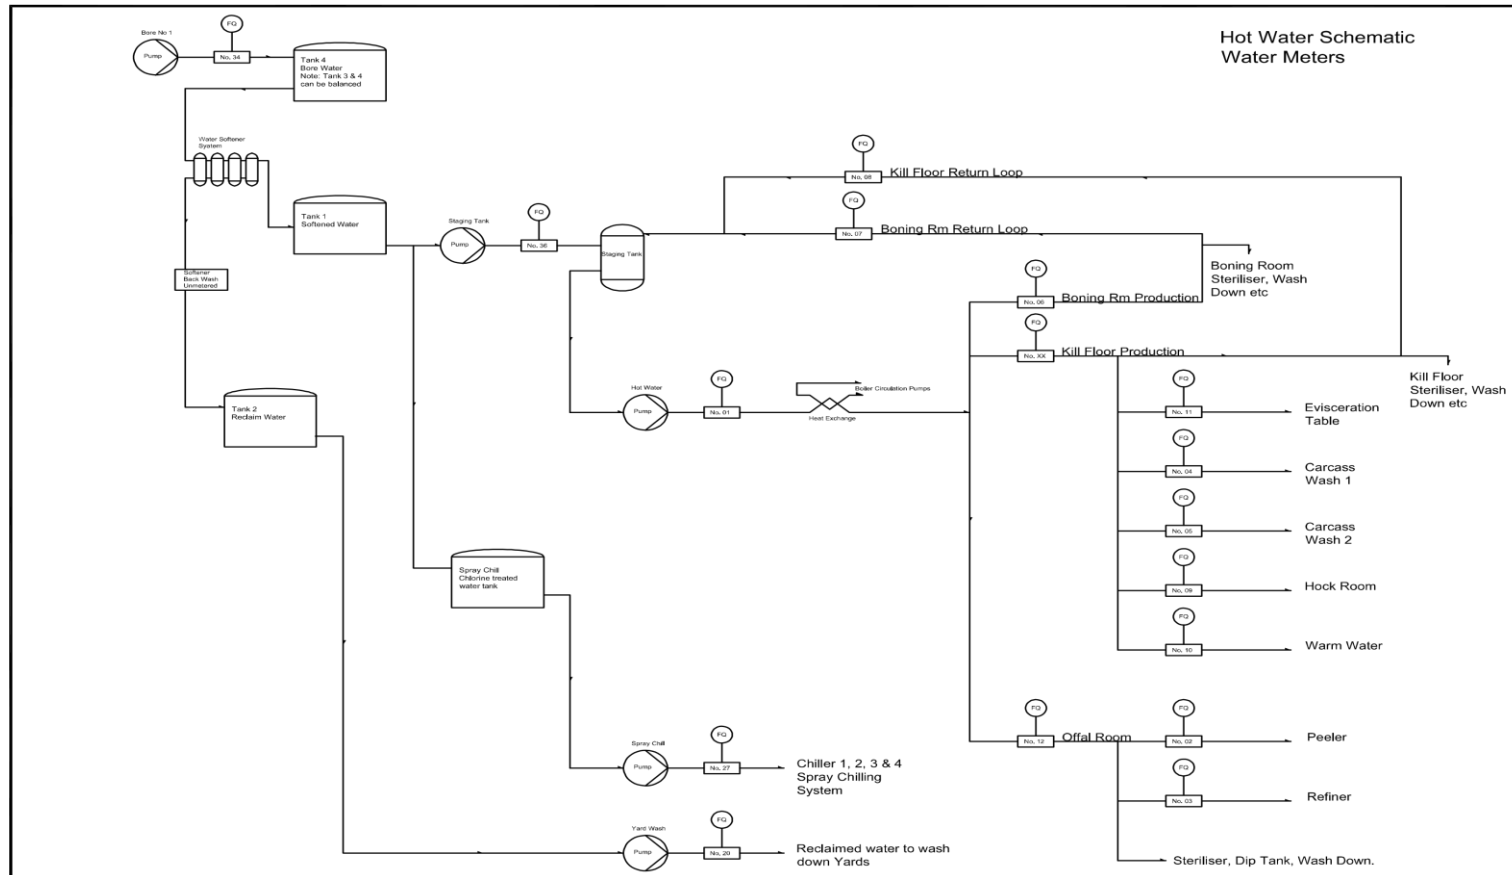 Hot Water Schematic
Water Meters
Bore No 1
Pump
FQ
No. 34
Tank 4
Bore Water
Note: Tank 3 & 4
can be balanced
Water Softener
System
Tank 1
Softened Water
Softener
Back Wash
Unmetered
Tank 2
Reclaim Water
Staging Tank
Pump
FQ
No. 36
Staging Tank
FQ
No. 08
Kill Floor Return Loop
FQ
No. 07
Boning Rm Return Loop
Boning Room
Steriliser, Wash
Down etc
FQ
No. 06
Boning Rm Production
FQ
No. XX
Kill Floor Production
Kill Floor
Steriliser, Wash
Down etc
Hot Water
Pump
FQ
No. 01
Boiler Circulation Pumps
Heat Exchange
FQ
No. 11
Evisceration
Table
FQ
No. 04
Carcass
Wash 1
FQ
No. 05
Carcass
Wash 2
FQ
No. 09
Hock Room
FQ
No. 10
Warm Water
Spray Chill
Chlorine treated
water tank
FQ
No. 12
Offal Room
FQ
No. 02
Peeler
FQ
No. 03
Refiner
Steriliser, Dip Tank, Wash Down.
Spray Chill
Pump
FQ
No. 27
Chiller 1, 2, 3 & 4
Spray Chilling
System
Yard Wash
Pump
FQ
No. 20
Reclaimed water to wash
down Yards